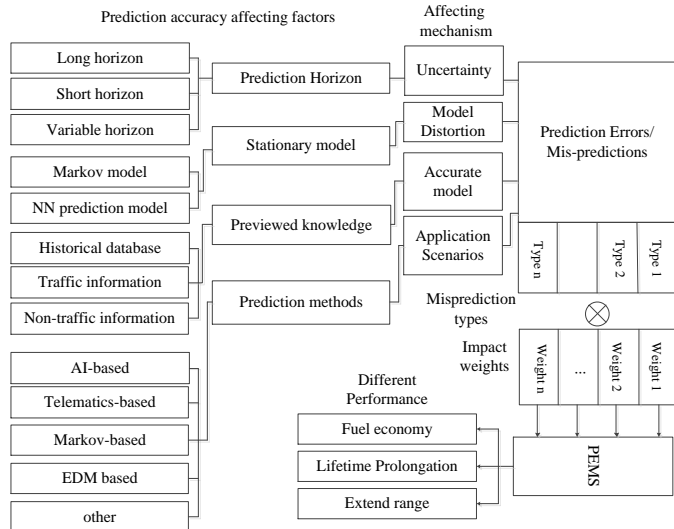 Prediction accuracy affecting factors
Affecting
mechanism
Long horizon
Short horizon
Variable horizon
Markov model
NN prediction model
Historical database
Traffic information
Non-traffic information
AI-based
Telematics-based
Markov-based
EDM based
other
Prediction Horizon
Stationary model
Previewed knowledge
Prediction methods
Uncertainty
Model
Distortion
Accurate
model
Application
Scenarios
Prediction Errors/
Mis-predictions
Type n
Type 2
Type 1
Misprediction
types
Impact
weights
Weight n
...
Weight 2
Weight 1
PEMS
Different
Performance
Fuel economy
Lifetime Prolongation
Extend range